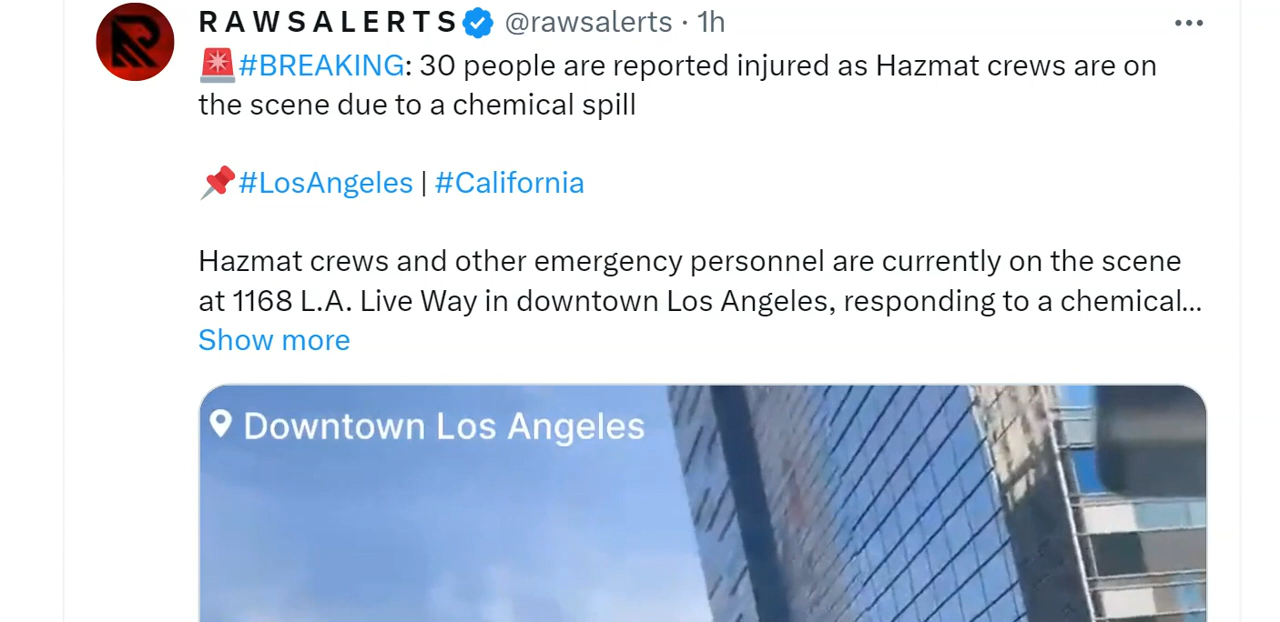 R A W S A L E R T S @rawsalerts · 1h
🚨#BREAKING: 30 people are reported injured as Hazmat crews are on
the scene due to a chemical spill
📌#LosAngeles | #California
Hazmat crews and other emergency personnel are currently on the scene
at 1168 L.A. Live Way in downtown Los Angeles, responding to a chemical...
Show more
Downtown Los Angeles